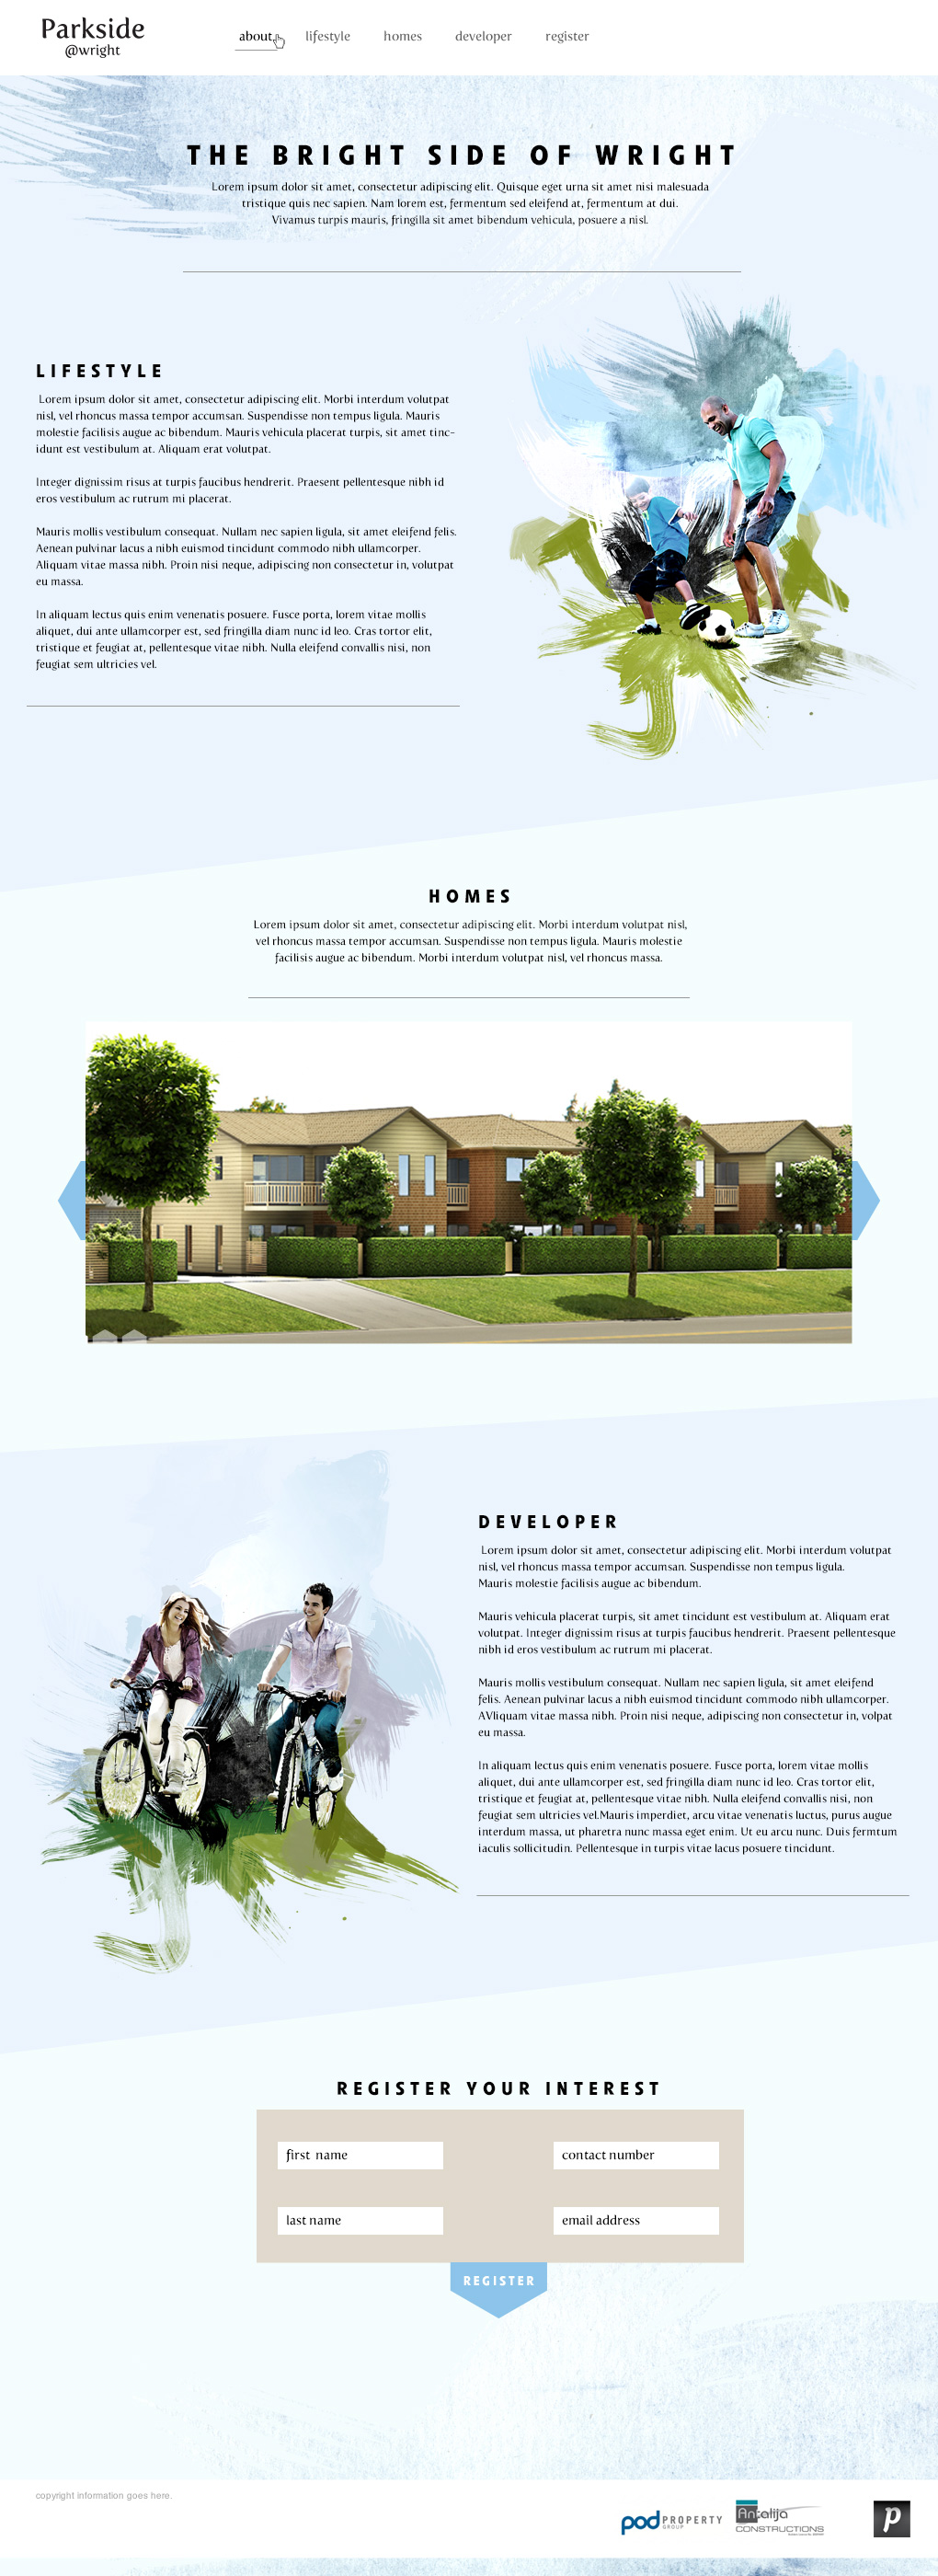 Parkside
@wright
about lifestyle homes developer register
THE BRIGHT SIDE OF WRIGHT
Lorem ipsum dolor sit amet, consectetur adipiscing elit. Quisque eget urna sit amet nisi malesuada
tristique quis nec sapien. Nam lorem est, fermentum sed eleifend at, fermentum at dui.
Vivamus turpis mauris, fringilla sit amet bibendum vehicula, posuere a nisl.
LIFESTYLE
Lorem ipsum dolor sit amet, consectetur adipiscing elit. Morbi interdum volutpat
nisl, vel rhoncus massa tempor accumsan. Suspendisse non tempus ligula. Mauris
molestie facilisis augue ac bibendum. Mauris vehicula placerat turpis, sit amet tinc-
idunt est vestibulum at. Aliquam erat volutpat.
Integer dignissim risus at turpis faucibus hendrerit. Praesent pellentesque nibh id
eros vestibulum ac rutrum mi placerat.
Mauris mollis vestibulum consequat. Nullam nec sapien ligula, sit amet eleifend felis.
Aenean pulvinar lacus a nibh euismod tincidunt commodo nibh ullamcorper.
Aliquam vitae massa nibh. Proin nisi neque, adipiscing non consectetur in, volutpat
eu massa.
In aliquam lectus quis enim venenatis posuere. Fusce porta, lorem vitae mollis
aliquet, dui ante ullamcorper est, sed fringilla diam nunc id leo. Cras tortor elit,
tristique et feugiat at, pellentesque vitae nibh. Nulla eleifend convallis nisi, non
feugiat sem ultricies vel.
HOMES
Lorem ipsum dolor sit amet, consectetur adipiscing elit. Morbi interdum volutpat nisl,
vel rhoncus massa tempor accumsan. Suspendisse non tempus ligula. Mauris molestie
facilisis augue ac bibendum. Morbi interdum volutpat nisl, vel rhoncus massa.
DEVELOPER
Lorem ipsum dolor sit amet, consectetur adipiscing elit. Morbi interdum volutpat
nisl, vel rhoncus massa tempor accumsan. Suspendisse non tempus ligula.
Mauris molestie facilisis augue ac bibendum.
Mauris vehicula placerat turpis, sit amet tincidunt est vestibulum at. Aliquam erat
volutpat. Integer dignissim risus at turpis faucibus hendrerit. Praesent pellentesque
nibh id eros vestibulum ac rutrum mi placerat.
Mauris mollis vestibulum consequat. Nullam nec sapien ligula, sit amet eleifend
felis. Aenean pulvinar lacus a nibh euismod tincidunt commodo nibh ullamcorper.
AVliquam vitae massa nibh. Proin nisi neque, adipiscing non consectetur in, volpat
eu massa.
In aliquam lectus quis enim venenatis posuere. Fusce porta, lorem vitae mollis
aliquet, dui ante ullamcorper est, sed fringilla diam nunc id leo. Cras tortor elit,
tristique et feugiat at, pellentesque vitae nibh. Nulla eleifend convallis nisi, non
feugiat sem ultricies vel.Mauris imperdiet, arcu vitae venenatis luctus, purus augue
interdum massa, ut pharetra nunc massa eget enim. Ut eu arcu nunc. Duis fermtum
iaculis sollicitudin. Pellentesque in turpis vitae lacus posuere tincidunt.
REGISTER YOUR INTEREST
first name contact number
last name email address
REGISTER
copyright information goes here.
pod PROPERTY
GROUP
Antalija
CONSTRUCTIONS
p